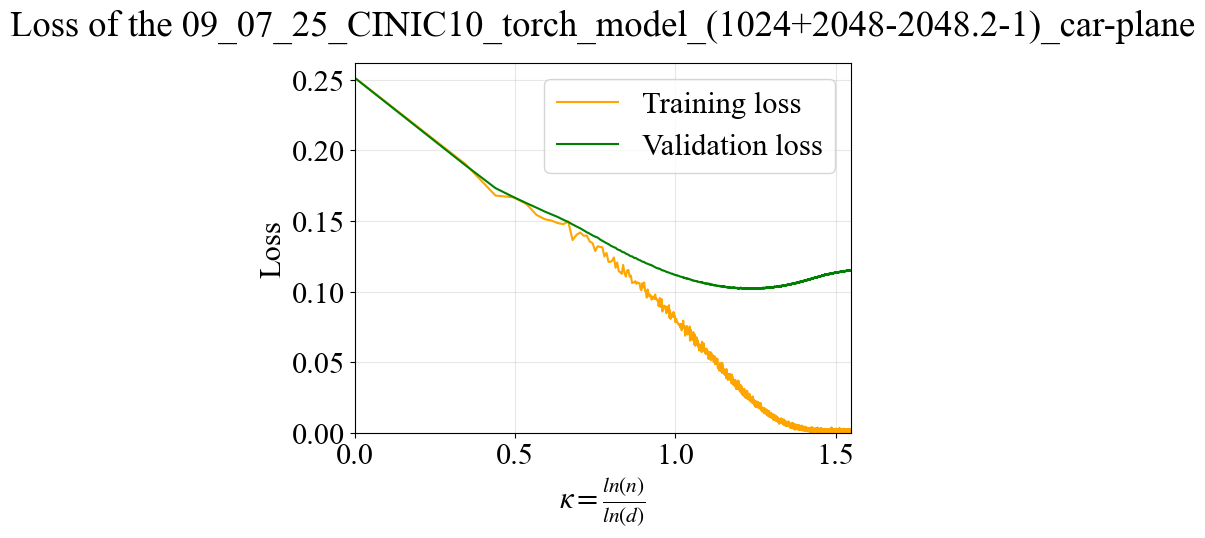 Loss of the 09_07_25_CINIC10_torch_model_(1024+2048-2048.2-1)_car-plane
Training loss
Validation loss
0.25
0.20
0.15
0.10
0.05
0.00
Loss
0.0 0.5 1.0 1.5
κ = ln(n)/ln(d)